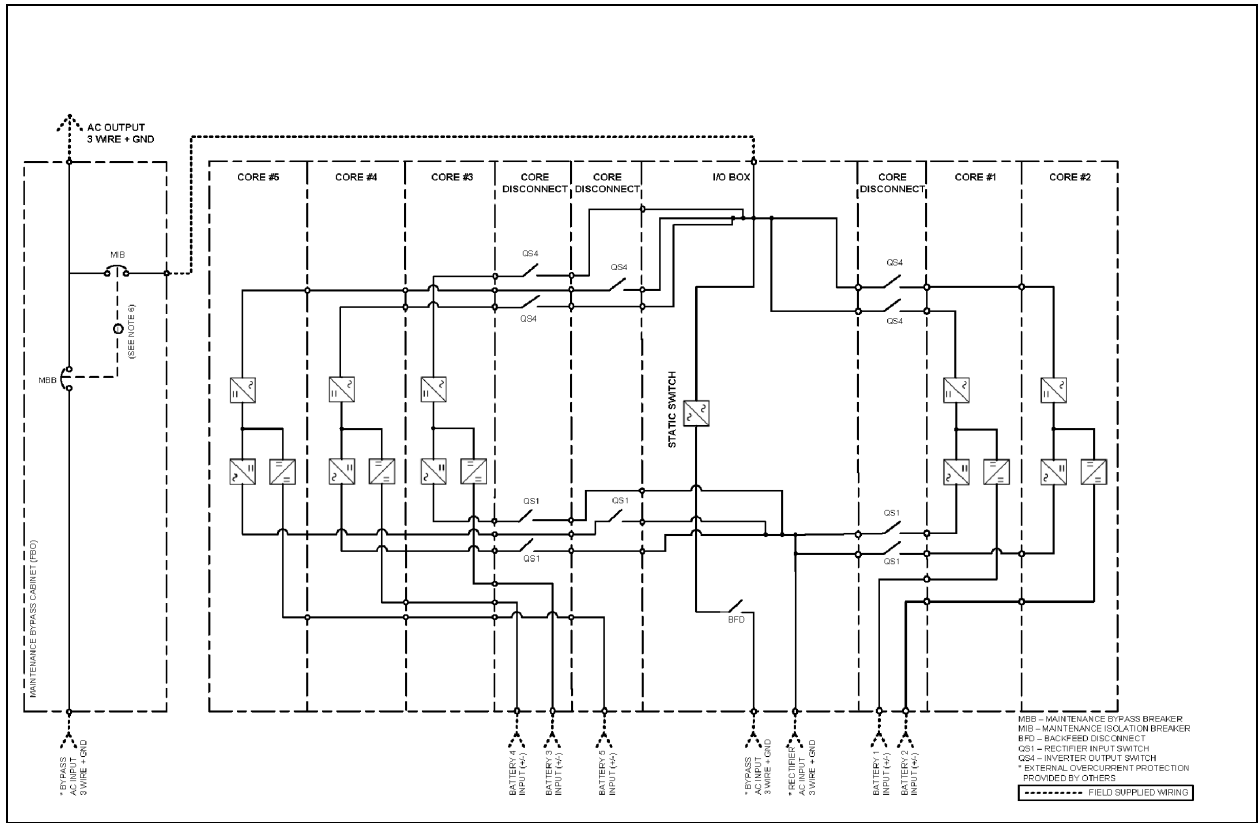 AC OUTPUT
3 WIRE + GND
CORE #5
CORE #4
CORE #3
CORE
DISCONNECT
CORE
DISCONNECT
I/O BOX
CORE
DISCONNECT
CORE #1
CORE #2
MIB
(SEE NOTE 6)
MBB
MAINTENANCE BYPASS CABINET (FBO)
QS4
QS4
QS4
QS4
QS4
STATIC SWITCH
QS1
QS1
QS1
QS1
QS1
BFD
* BYPASS
AC INPUT
3 WIRE + GND
BATTERY 4
INPUT (+/-)
BATTERY 3
INPUT (+/-)
BATTERY 5
INPUT (+/-)
* BYPASS
AC INPUT
3 WIRE + GND
* RECTIFIER
AC INPUT
3 WIRE + GND
BATTERY 1
INPUT (+/-)
BATTERY 2
INPUT (+/-)
MBB – MAINTENANCE BYPASS BREAKER
MIB – MAINTENANCE ISOLATION BREAKER
BFD – BACKFEED DISCONNECT
QS1 – RECTIFIER INPUT SWITCH
QS4 – INVERTER OUTPUT SWITCH
* EXTERNAL OVERCURRENT PROTECTION
PROVIDED BY OTHERS
FIELD SUPPLIED WIRING